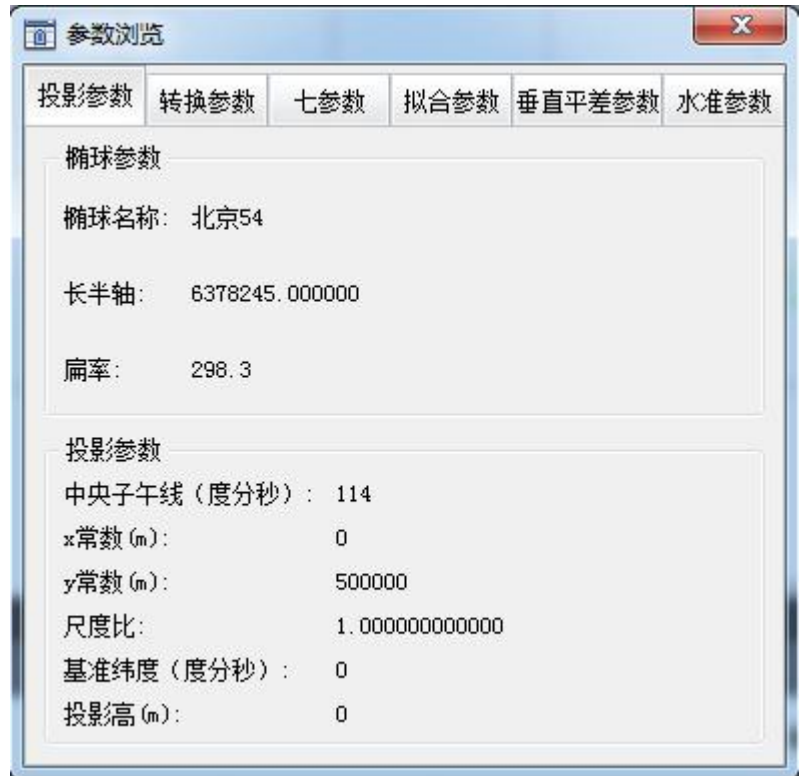 参数浏览
投影参数 转换参数 七参数 拟合参数 垂直平差参数 水准参数
椭球参数
椭球名称: 北京54
长半轴: 6378245.000000
扁率: 298.3
投影参数
中央子午线（度分秒）: 114
x常数(m): 0
y常数(m): 500000
尺度比: 1.000000000000
基准纬度（度分秒）: 0
投影高(m): 0